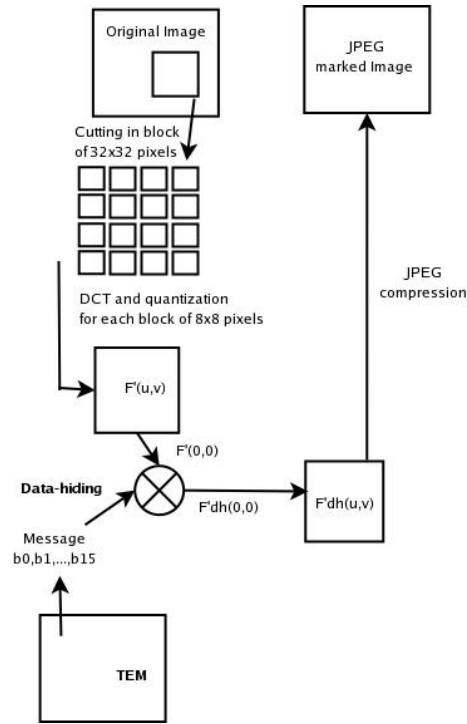 Original Image
JPEG
marked Image
Cutting in block
of 32x32 pixels
JPEG
compression
DCT and quantization
for each block of 8x8 pixels
F'(u,v)
F'(0,0)
Data-hiding
F'dh(0,0)
F'dh(u,v)
Message
b0,b1,...,b15
TEM